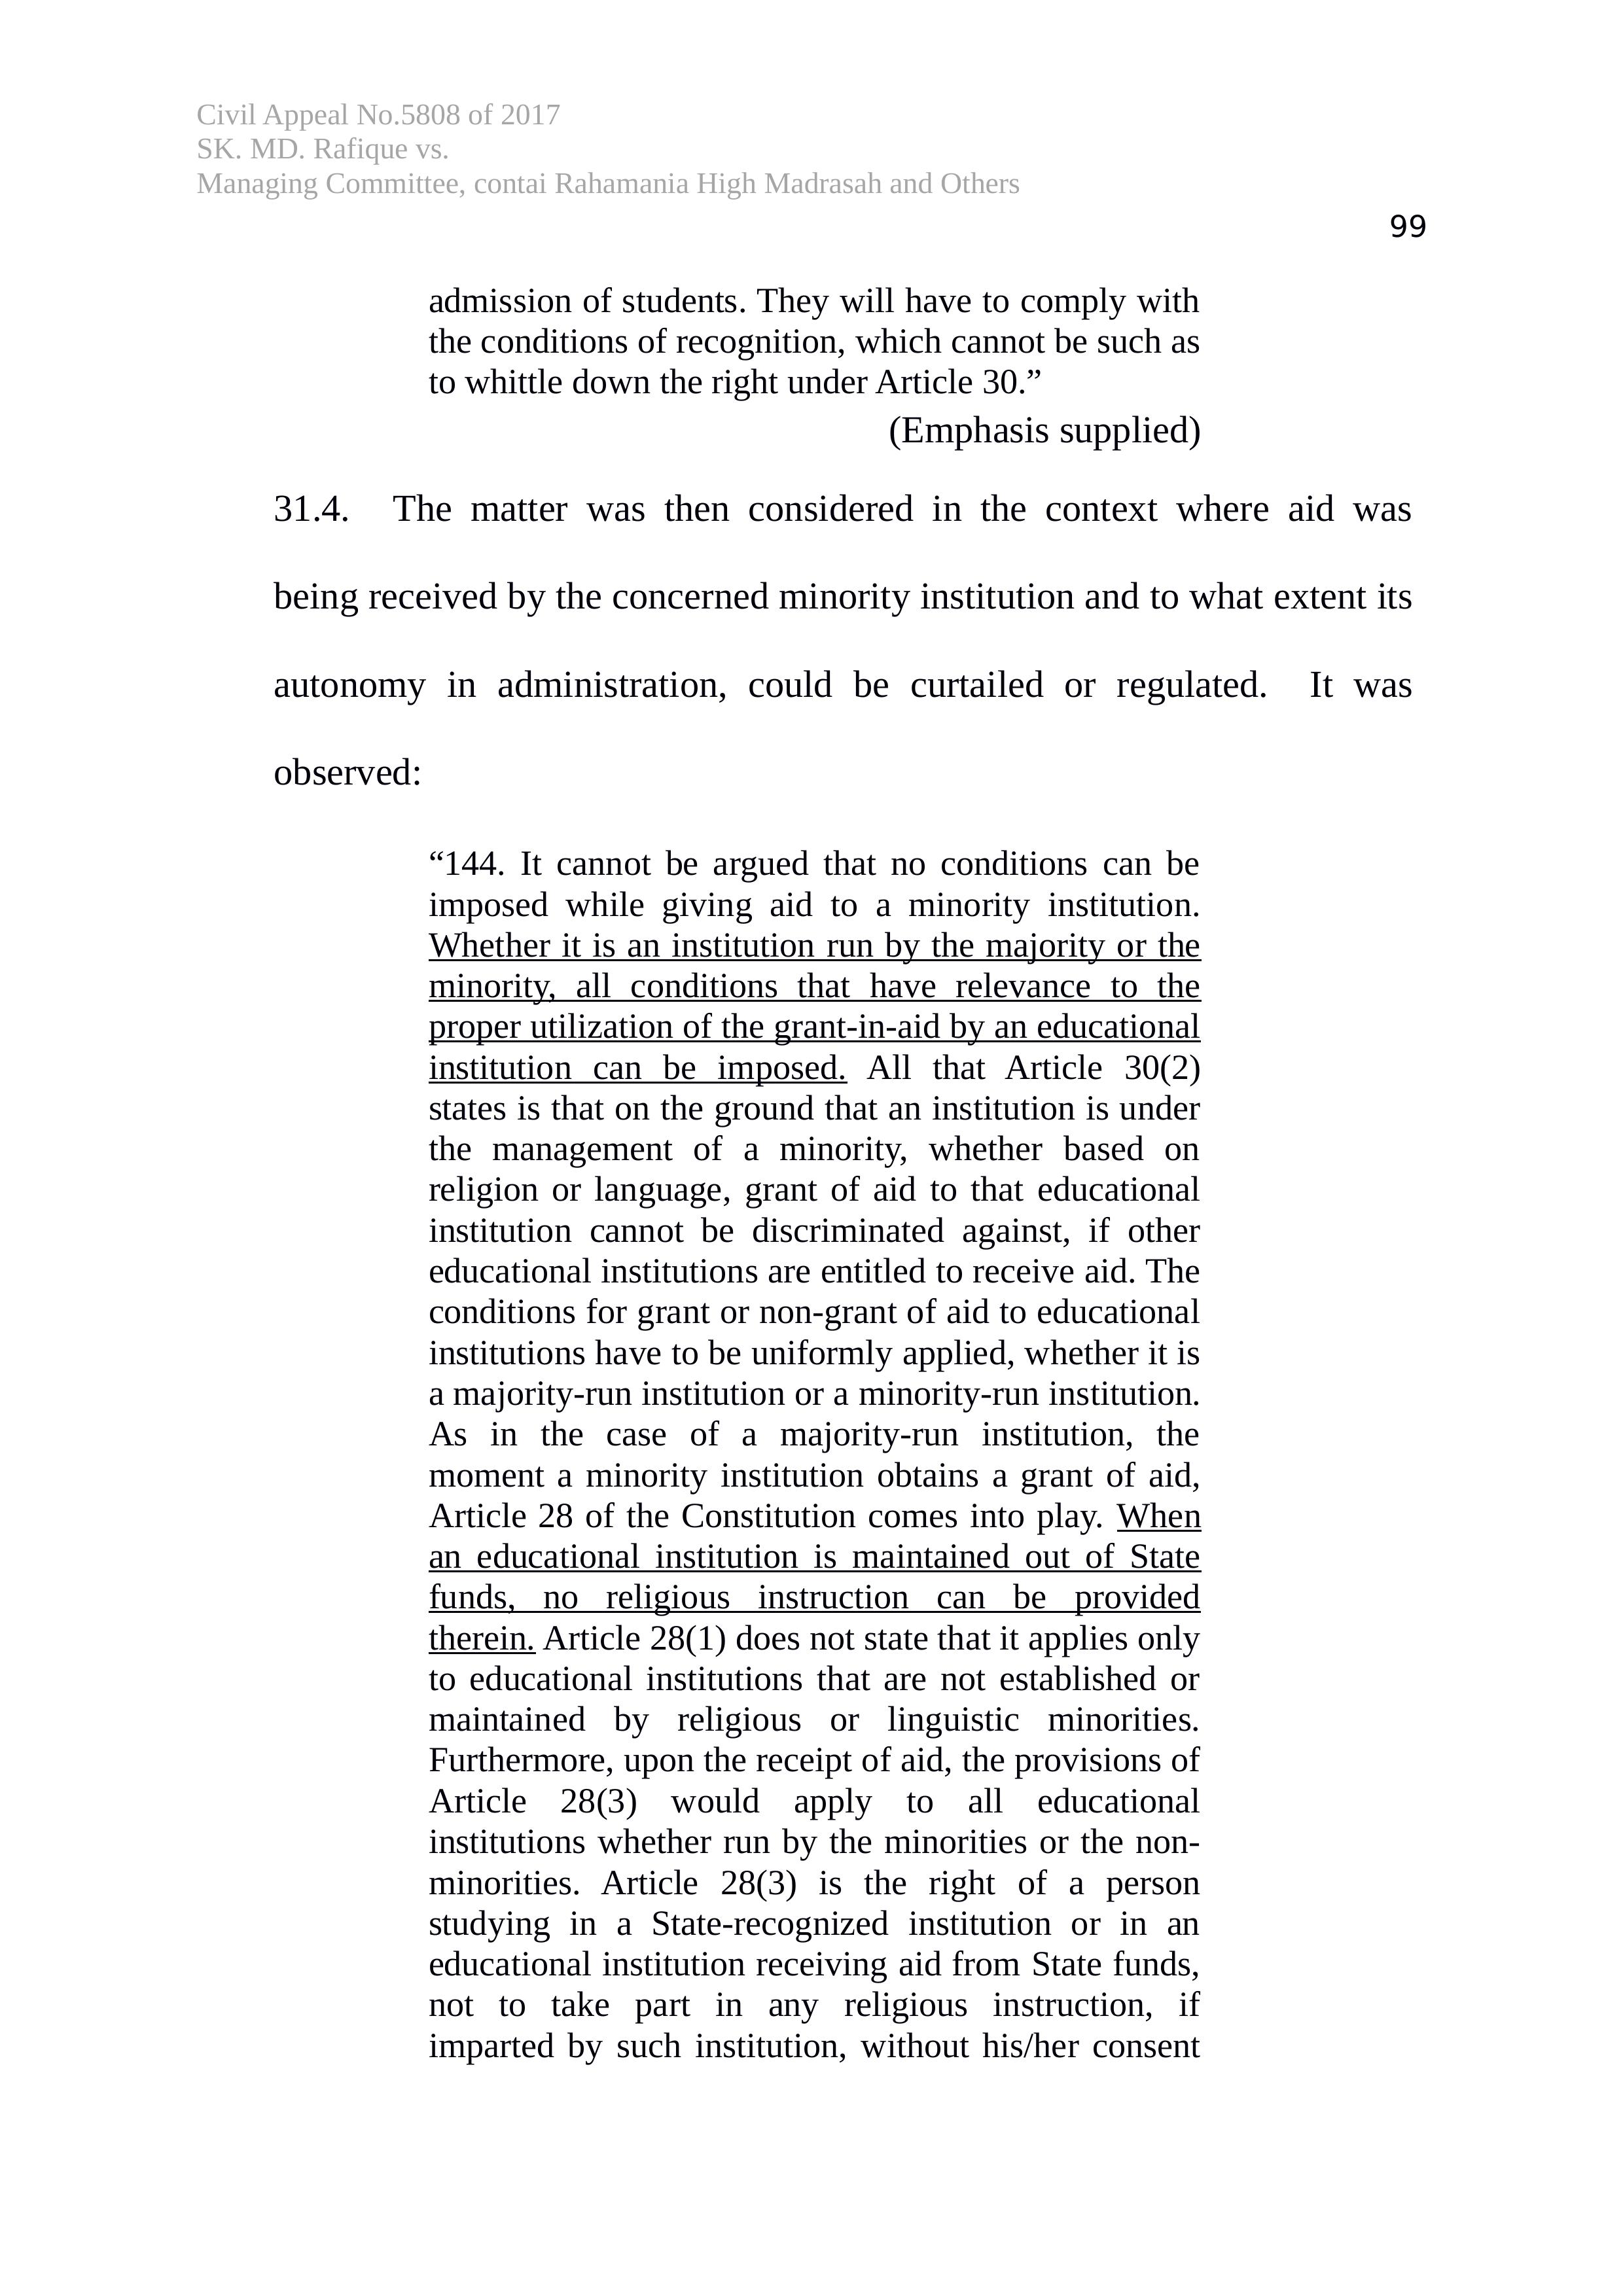 Civil Appeal No.5808 of 2017
SK. MD. Rafique vs.
Managing Committee, contai Rahamania High Madrasah and Others
99
admission of students. They will have to comply with
the conditions of recognition, which cannot be such as
to whittle down the right under Article 30.”
(Emphasis supplied)
31.4. The matter was then considered in the context where aid was
being received by the concerned minority institution and to what extent its
autonomy in administration, could be curtailed or regulated. It was
observed:
“144. It cannot be argued that no conditions can be
imposed while giving aid to a minority institution.
Whether it is an institution run by the majority or the
minority, all conditions that have relevance to the
proper utilization of the grant-in-aid by an educational
institution can be imposed. All that Article 30(2)
states is that on the ground that an institution is under
the management of a minority, whether based on
religion or language, grant of aid to that educational
institution cannot be discriminated against, if other
educational institutions are entitled to receive aid. The
conditions for grant or non-grant of aid to educational
institutions have to be uniformly applied, whether it is
a majority-run institution or a minority-run institution.
As in the case of a majority-run institution, the
moment a minority institution obtains a grant of aid,
Article 28 of the Constitution comes into play. When
an educational institution is maintained out of State
funds, no religious instruction can be provided
therein. Article 28(1) does not state that it applies only
to educational institutions that are not established or
maintained by religious or linguistic minorities.
Furthermore, upon the receipt of aid, the provisions of
Article 28(3) would apply to all educational
institutions whether run by the minorities or the non-
minorities. Article 28(3) is the right of a person
studying in a State-recognized institution or in an
educational institution receiving aid from State funds,
not to take part in any religious instruction, if
imparted by such institution, without his/her consent